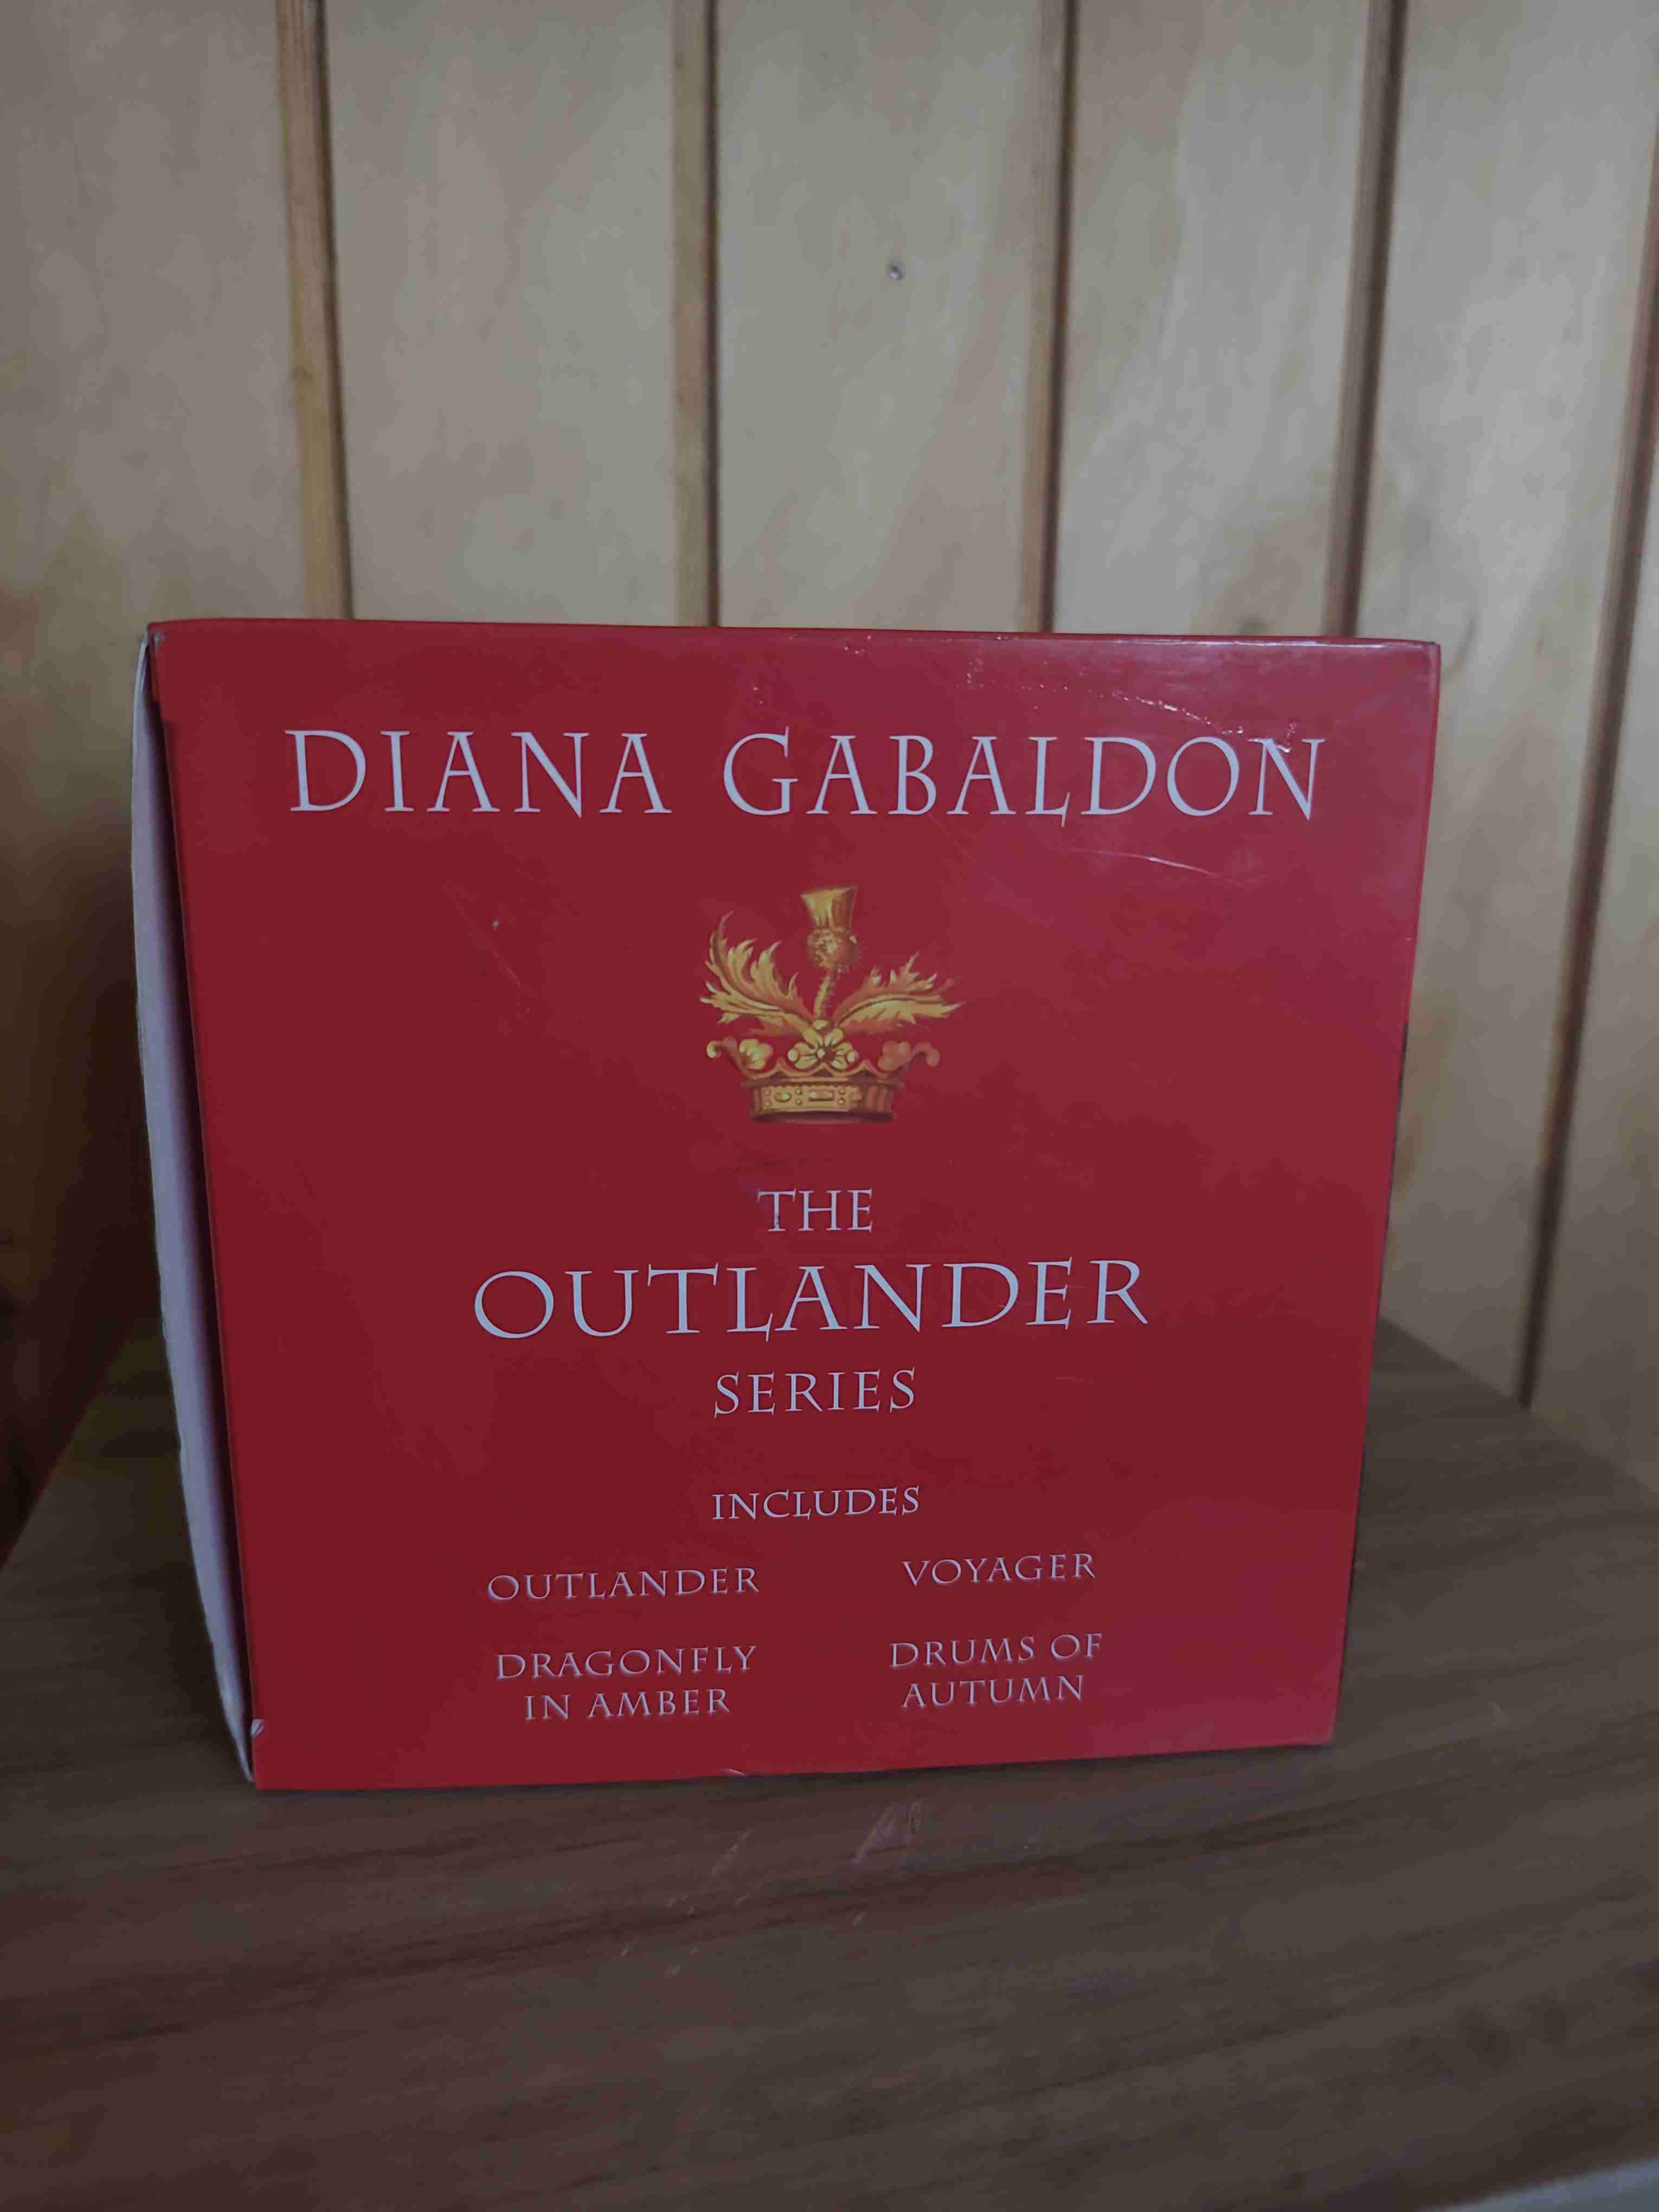 DIANA GABALDON
THE
OUTLANDER
SERIES
INCLUDES
OUTLANDER
DRAGONFLY
IN AMBER
VOYAGER
DRUMS OF
AUTUMN